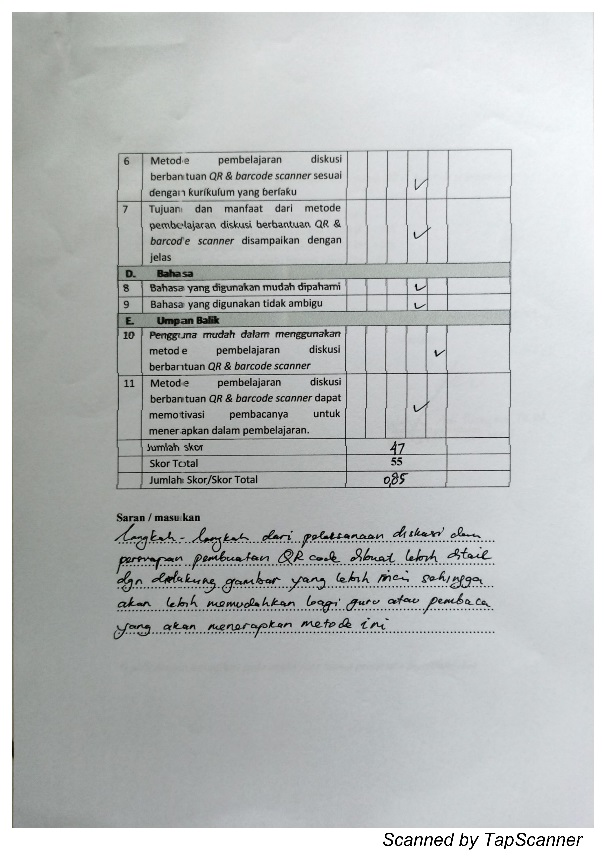 6 Metode pembelajaran diskusi
berbantuan QR & barcode scanner sesuai
dengan kurikulum yang berlaku
7 Tujuan dan manfaat dari metode
pembelajaran diskusi berbantuan QR &
barcode scanner disampaikan dengan
jelas
D. Bahasa
8 Bahasa yang digunakan mudah dipahami
9 Bahasa yang digunakan tidak ambigu
E. Umpan Balik
10 Pengguna mudah dalam menggunakan
metode pembelajaran diskusi
berbantuan QR & barcode scanner
11 Metode pembelajaran diskusi
berbantuan QR & barcode scanner dapat
memotivasi pembacanya untuk
menerapkan dalam pembelajaran.
Jumlah skor 47
Skor Total 55
Jumlah Skor/Skor Total 0,85
Saran / masukan
Langkah-langkah dari pelaksanaan diskusi dan
penerapan pembuatan QR code dibuat lebih detail
dgn didukung gambar yang lebih rinci sehingga
akan lebih memudahkan bagi guru atau pembaca
yang akan menerapkan metode ini
Scanned by TapScanner